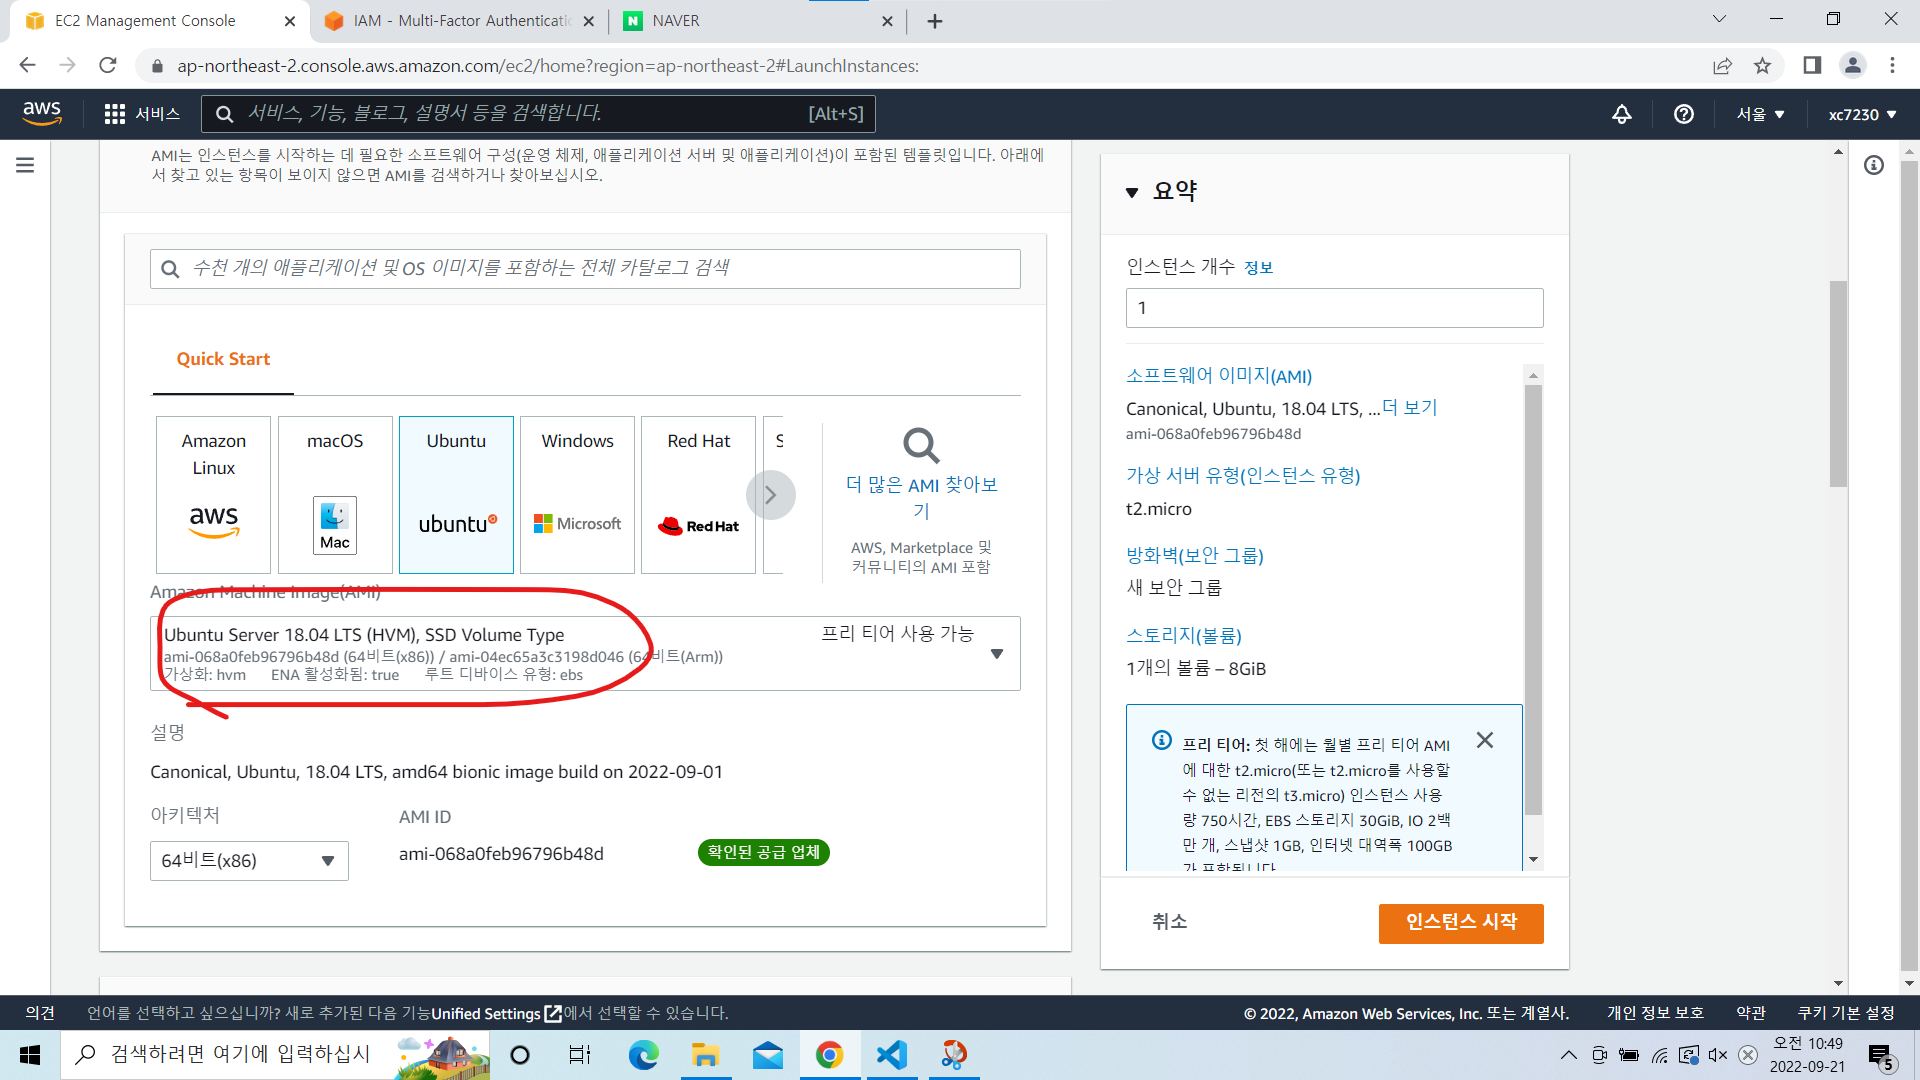 EC2 Management Console
IAM - Multi-Factor Authenticatic
NAVER
ap-northeast-2.console.aws.amazon.com/ec2/home?region=ap-northeast-2#LaunchInstances:
aws
서비스
서비스, 기능, 블로그, 설명서 등을 검색합니다.
[Alt+S]
서울
xc7230
AMI는 인스턴스를 시작하는 데 필요한 소프트웨어 구성(운영 체제, 애플리케이션 서버 및 애플리케이션)이 포함된 템플릿입니다. 아래에
서 찾고 있는 항목이 보이지 않으면 AMI를 검색하거나 찾아보십시오.
수천 개의 애플리케이션 및 OS 이미지를 포함하는 전체 카탈로그 검색
Quick Start
Amazon
Linux
aws
macOS
Mac
Ubuntu
ubuntu
Windows
Microsoft
Red Hat
Red Hat
S
더 많은 AMI 찾아보
기
AWS, Marketplace 및
커뮤니티의 AMI 포함
Amazon Machine Image(AMI)
Ubuntu Server 18.04 LTS (HVM), SSD Volume Type
프리 티어 사용 가능
ami-068a0feb96796b48d (64비트(x86)) / ami-04ec65a3c3198d046 (64비트(Arm))
가상화: hvm ENA 활성화됨: true 루트 디바이스 유형: ebs
설명
Canonical, Ubuntu, 18.04 LTS, amd64 bionic image build on 2022-09-01
아키텍처
AMI ID
64비트(x86)
ami-068a0feb96796b48d
확인된 공급 업체
요약
인스턴스 개수 정보
1
소프트웨어 이미지(AMI)
Canonical, Ubuntu, 18.04 LTS, ...더 보기
ami-068a0feb96796b48d
가상 서버 유형(인스턴스 유형)
t2.micro
방화벽(보안 그룹)
새 보안 그룹
스토리지(볼륨)
1개의 볼륨 – 8GiB
프리 티어: 첫 해에는 월별 프리 티어 AMI
에 대한 t2.micro(또는 t2.micro를 사용할
수 없는 리전의 t3.micro) 인스턴스 사용
량 750시간, EBS 스토리지 30GiB, IO 2백
만 개, 스냅샷 1GB, 인터넷 대역폭 100GB
가 포함됩니다
취소
인스턴스 시작
의견
언어를 선택하고 싶으십니까? 새로 추가된 다음 기능Unified Settings에서 선택할 수 있습니다.
© 2022, Amazon Web Services, Inc. 또는 계열사.
개인 정보 보호
약관
쿠키 기본 설정
검색하려면 여기에 입력하십시
오전 10:49
2022-09-21
5